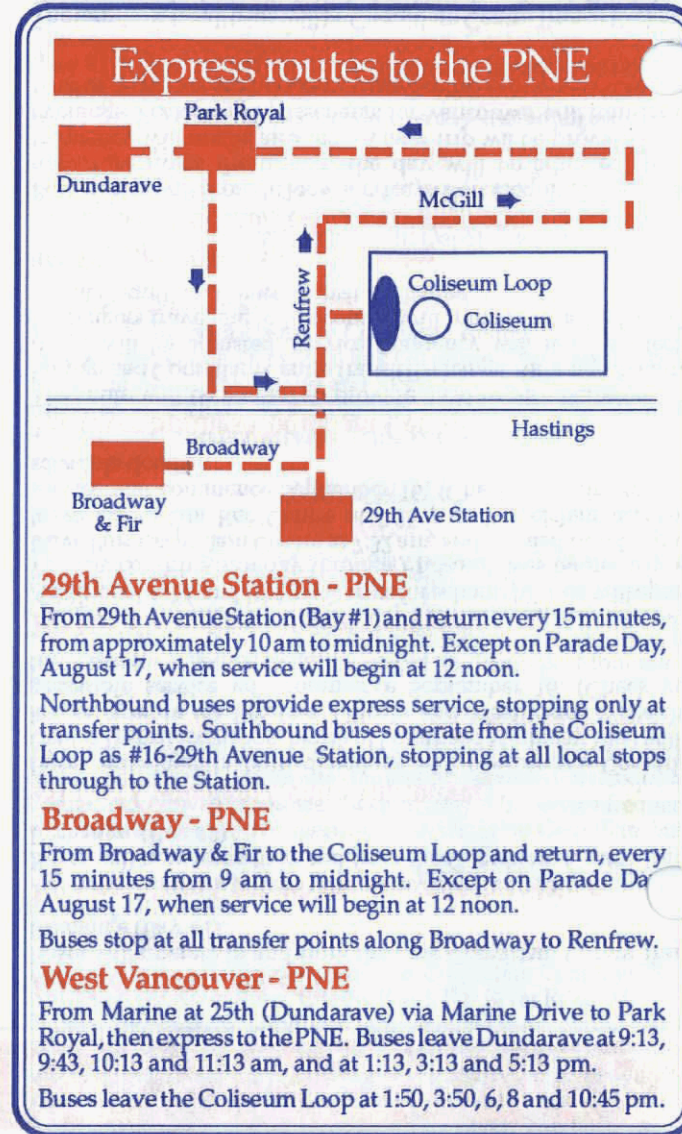 Express routes to the PNE
Park Royal
Dundarave
McGill
Renfrew
Coliseum Loop
Coliseum
Hastings
Broadway
Broadway
& Fir
29th Ave Station
29th Avenue Station - PNE
From 29th Avenue Station (Bay #1) and return every 15 minutes,
from approximately 10 am to midnight. Except on Parade Day,
August 17, when service will begin at 12 noon.
Northbound buses provide express service, stopping only at
transfer points. Southbound buses operate from the Coliseum
Loop as #16-29th Avenue Station, stopping at all local stops
through to the Station.
Broadway - PNE
From Broadway & Fir to the Coliseum Loop and return, every
15 minutes from 9 am to midnight. Except on Parade Da
August 17, when service will begin at 12 noon.
Buses stop at all transfer points along Broadway to Renfrew.
West Vancouver - PNE
From Marine at 25th (Dundarave) via Marine Drive to Park
Royal, then express to the PNE. Buses leave Dundarave at 9:13,
9:43, 10:13 and 11:13 am, and at 1:13, 3:13 and 5:13 pm.
Buses leave the Coliseum Loop at 1:50, 3:50, 6, 8 and 10:45 pm.